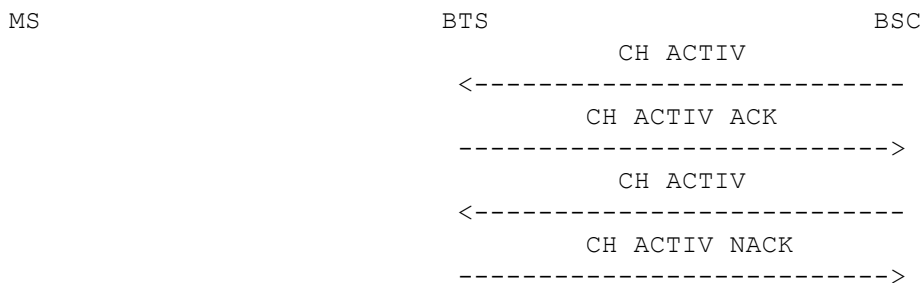 MS BTS BSC
CH ACTIV
<---------------------------
CH ACTIV ACK
--------------------------->
CH ACTIV
<---------------------------
CH ACTIV NACK
--------------------------->